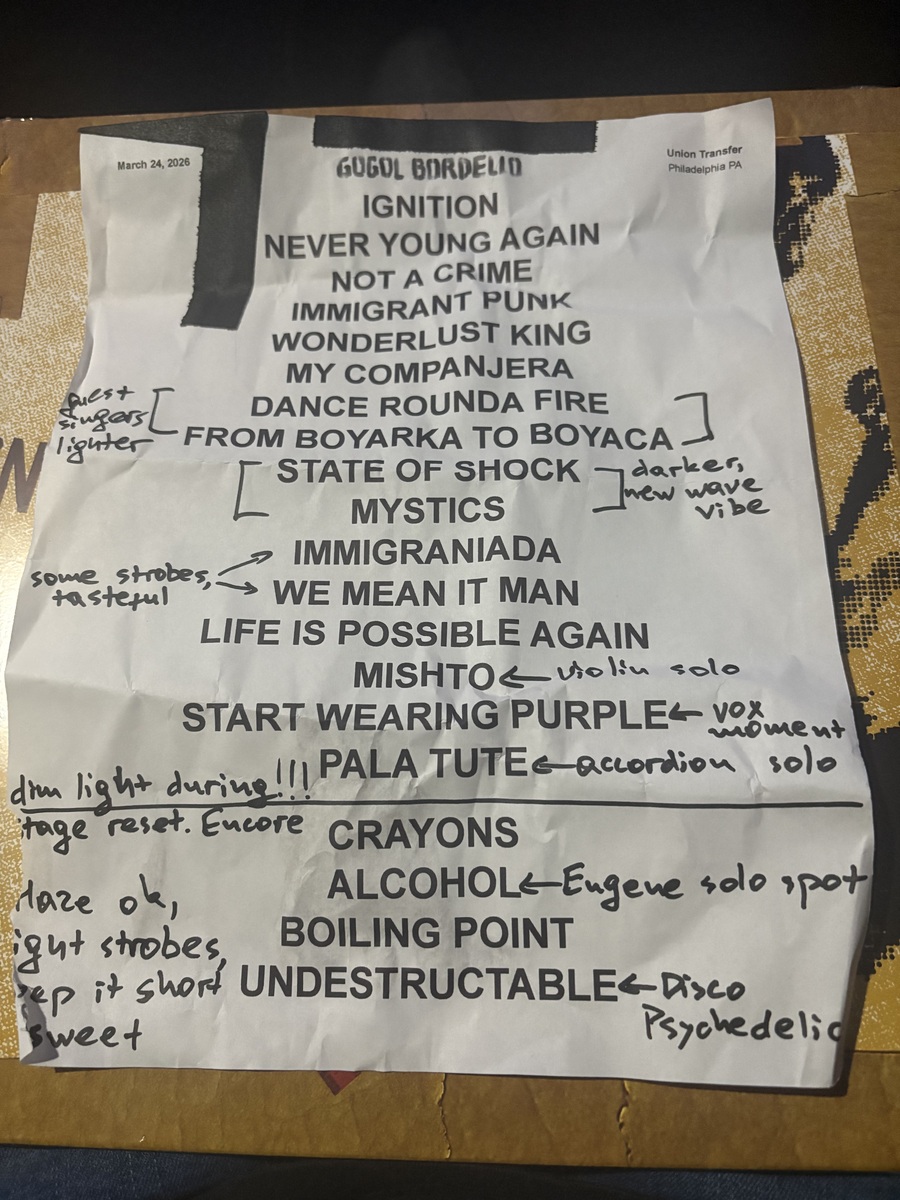 March 24, 2026
Union Transfer
Philadelphia PA
GOGOL BORDELLO
IGNITION
NEVER YOUNG AGAIN
NOT A CRIME
IMMIGRANT PUNK
WONDERLUST KING
MY COMPANJERA
guest
singers
lighter
DANCE ROUNDA FIRE
FROM BOYARKA TO BOYACA
STATE OF SHOCK
MYSTICS
darker,
new wave
vibe
IMMIGRANIADA
some strobes,
tasteful
WE MEAN IT MAN
LIFE IS POSSIBLE AGAIN
MISHTO ← violin solo
START WEARING PURPLE ← vox
moment
PALA TUTE ← accordion solo
dim light during!!!
tage reset. Encore
CRAYONS
ALCOHOL ← Eugene solo spot
Haze ok,
ight strobes,
ep it short
sweet
BOILING POINT
UNDESTRUCTABLE ← Disco
Psychedelic